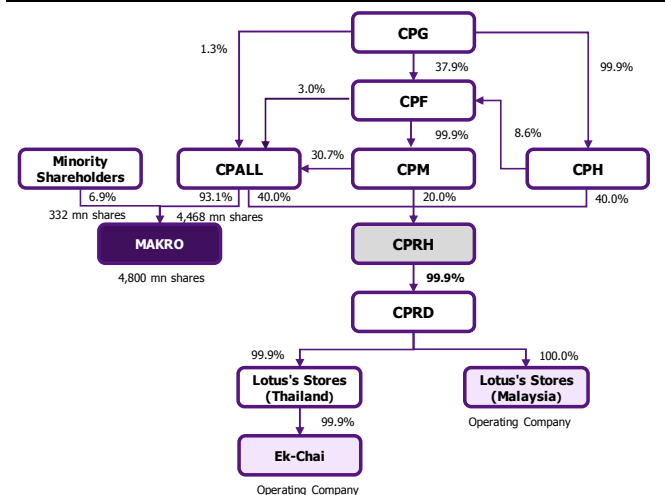 CPG
1.3%
37.9%
99.9%
3.0%
CPF
99.9%
8.6%
Minority
Shareholders
CPALL
30.7%
CPM
CPH
6.9%
93.1%
40.0%
20.0%
40.0%
332 mn shares
4,468 mn shares
MAKRO
CPRH
4,800 mn shares
99.9%
CPRD
99.9%
100.0%
Lotus's Stores
(Thailand)
Lotus's Stores
(Malaysia)
99.9%
Operating Company
Ek-Chai
Operating Company